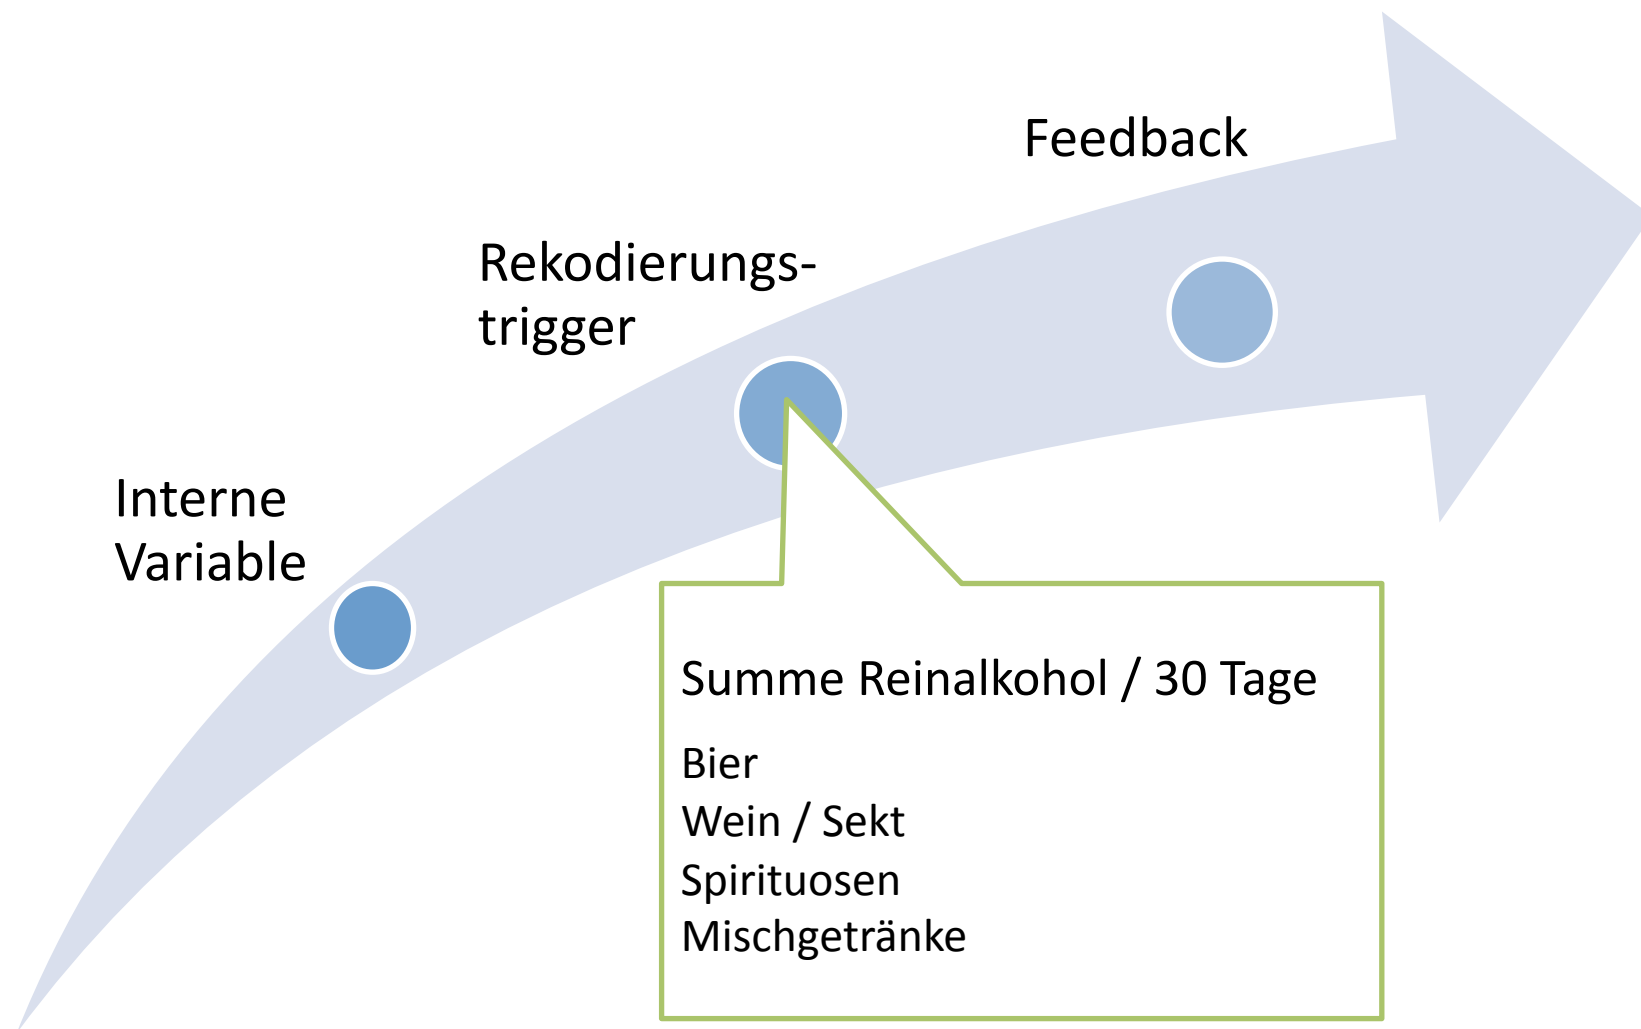 Feedback
Rekodierungs-
trigger
Interne
Variable
Summe Reinalkohol / 30 Tage
Bier
Wein / Sekt
Spirituosen
Mischgetränke